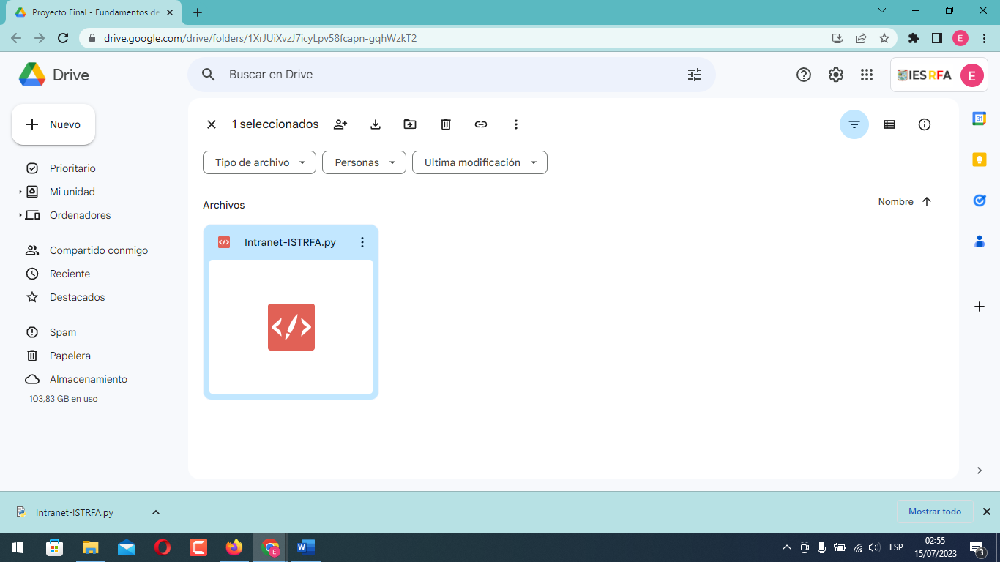 Proyecto Final - Fundamentos de
drive.google.com/drive/folders/1XrJUiXvzJ7icyLpv58fcapn-gqhWzkT2
E
Drive
Buscar en Drive
IESRFA
E
Nuevo
1 seleccionados
31
Tipo de archivo
Personas
Última modificación
Prioritario
Mi unidad
Ordenadores
Archivos
Nombre
Compartido conmigo
Reciente
Destacados
Intranet-ISTRFA.py
Spam
Papelera
Almacenamiento
103,83 GB en uso
Intranet-ISTRFA.py
Mostrar todo
E
W
ESP
02:55
15/07/2023
3